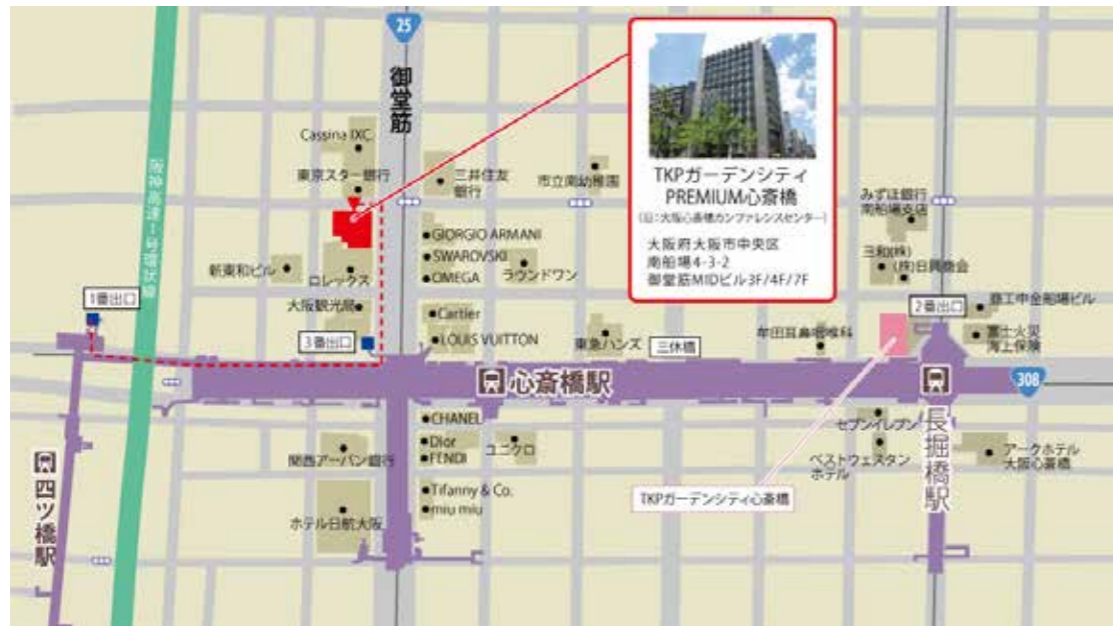 25
御堂筋
阪神高速1号環状線
Cassina IXC.
東京スター銀行
三井住友
銀行
市立南幼稚園
TKPガーデンシティ
PREMIUM心斎橋
(旧:大阪心斎橋カンファレンスセンター)
大阪府大阪市中央区
南船場4-3-2
御堂筋MIDビル3F/4F/7F
みずほ銀行
南船場支店
三和(株)
(株)日興商会
GIORGIO ARMANI
SWAROVSKI
OMEGA
ラウンドワン
新東和ビル
ロレックス
大阪観光局
Cartier
LOUIS VUITTON
1番出口
3番出口
東急ハンズ
三休橋
牟田耳鼻咽喉科
2番出口
商工中金船場ビル
富士火災
海上保険
心斎橋駅
308
CHANEL
Dior
FENDI
ユニクロ
関西アーバン銀行
セブンイレブン
ベストウェスタン
ホテル
長堀橋駅
アークホテル
大阪心斎橋
四ツ橋駅
Tifanny & Co.
miu miu
ホテル日航大阪
TKPガーデンシティ心斎橋